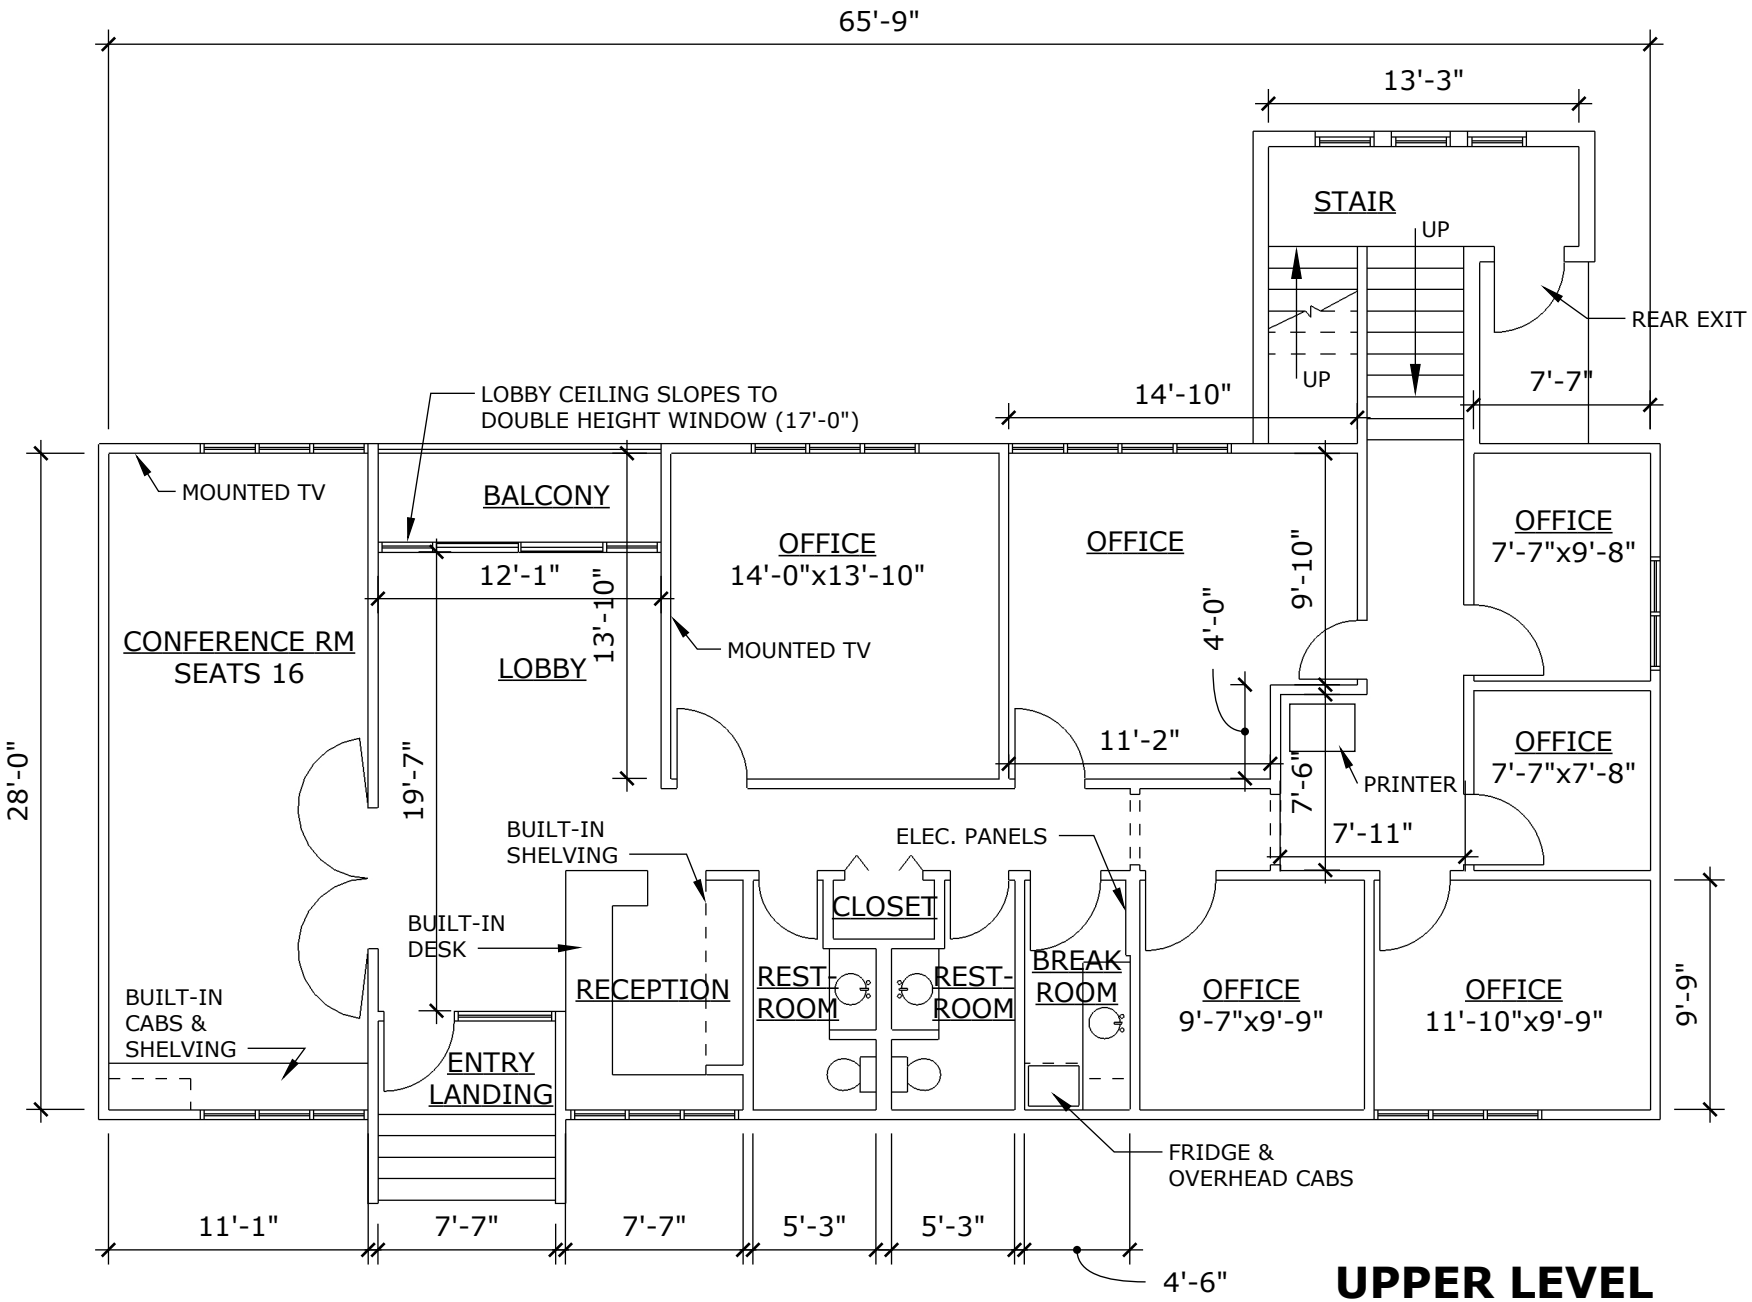 65'-9"
13'-3"
STAIR
UP
REAR EXIT
UP
7'-7"
14'-10"
LOBBY CEILING SLOPES TO
DOUBLE HEIGHT WINDOW (17'-0")
MOUNTED TV
BALCONY
12'-1"
13'-10"
OFFICE
14'-0"x13'-10"
OFFICE
9'-10"
OFFICE
7'-7"x9'-8"
4'-0"
CONFERENCE RM
SEATS 16
LOBBY
MOUNTED TV
28'-0"
19'-7"
11'-2"
7'-6"
PRINTER
OFFICE
7'-7"x7'-8"
BUILT-IN
SHELVING
ELEC. PANELS
7'-11"
BUILT-IN
DESK
CLOSET
RECEPTION
REST-
ROOM
REST-
ROOM
BREAK
ROOM
OFFICE
9'-7"x9'-9"
OFFICE
11'-10"x9'-9"
9'-9"
BUILT-IN
CABS &
SHELVING
ENTRY
LANDING
FRIDGE &
OVERHEAD CABS
11'-1"
7'-7"
7'-7"
5'-3"
5'-3"
4'-6"
UPPER LEVEL